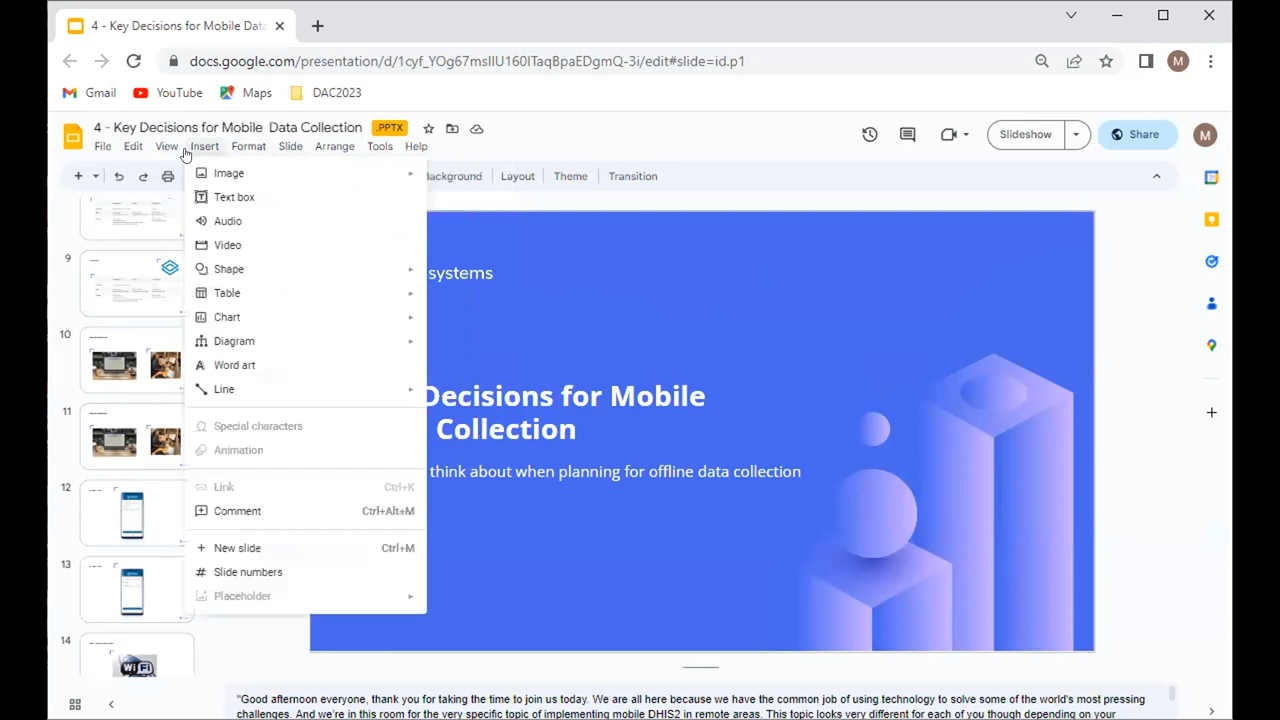 4 - Key Decisions for Mobile Data
docs.google.com/presentation/d/1cyf_YOg67mslIU160ITaqBpaEDgmQ-3i/edit#slide=id.p1
M
Gmail
YouTube
Maps
DAC2023
4 - Key Decisions for Mobile Data Collection
.PPTX
File Edit View Insert Format Slide Arrange Tools Help
Slideshow
Share
M
ackground
Layout
Theme
Transition
Image
Text box
Audio
Video
Shape
Table
Chart
Diagram
Word art
Line
Special characters
Animation
Link Ctrl+K
Comment Ctrl+Alt+M
New slide Ctrl+M
Slide numbers
Placeholder
9
10
11
12
13
14
WiFi
systems
Decisions for Mobile
Collection
think about when planning for offline data collection
"Good afternoon everyone, thank you for taking the time to join us today. We are all here because we have the common job of using technology to solve some of the world's most pressing
challenges. And we're in this room for the very specific topic of implementing mobile DHIS2 in remote areas. This topic looks very different for each of you though depending on your